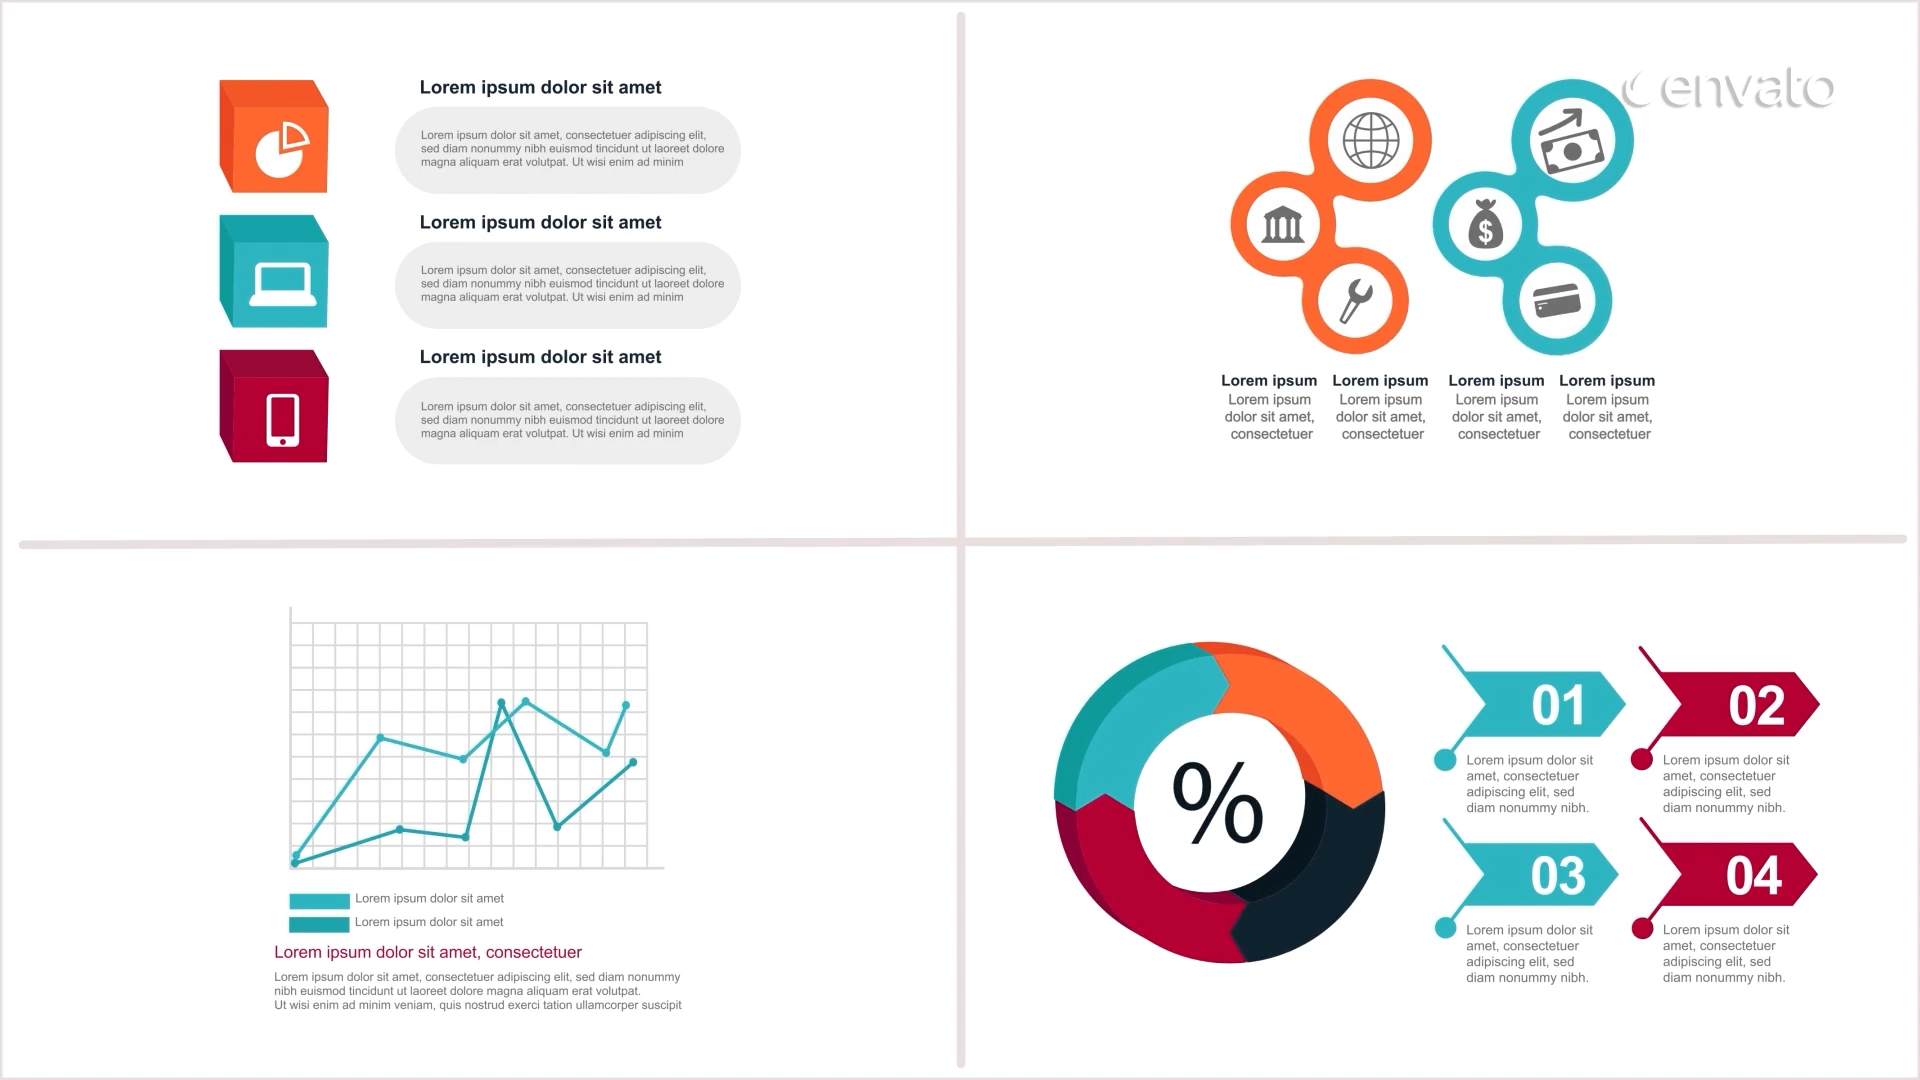 Lorem ipsum dolor sit amet
Lorem ipsum dolor sit amet, consectetuer adipiscing elit,
sed diam nonummy nibh euismod tincidunt ut laoreet dolore
magna aliquam erat volutpat. Ut wisi enim ad minim
Lorem ipsum dolor sit amet
Lorem ipsum dolor sit amet, consectetuer adipiscing elit,
sed diam nonummy nibh euismod tincidunt ut laoreet dolore
magna aliquam erat volutpat. Ut wisi enim ad minim
Lorem ipsum dolor sit amet
Lorem ipsum dolor sit amet, consectetuer adipiscing elit,
sed diam nonummy nibh euismod tincidunt ut laoreet dolore
magna aliquam erat volutpat. Ut wisi enim ad minim
envato
$
Lorem ipsum
Lorem ipsum
dolor sit amet,
consectetuer
Lorem ipsum
Lorem ipsum
dolor sit amet,
consectetuer
Lorem ipsum
Lorem ipsum
dolor sit amet,
consectetuer
Lorem ipsum
Lorem ipsum
dolor sit amet,
consectetuer
Lorem ipsum dolor sit amet
Lorem ipsum dolor sit amet
Lorem ipsum dolor sit amet, consectetuer
Lorem ipsum dolor sit amet, consectetuer adipiscing elit, sed diam nonummy
nibh euismod tincidunt ut laoreet dolore magna aliquam erat volutpat.
Ut wisi enim ad minim veniam, quis nostrud exerci tation ullamcorper suscipit
%
01
Lorem ipsum dolor sit
amet, consectetuer
adipiscing elit, sed
diam nonummy nibh.
02
Lorem ipsum dolor sit
amet, consectetuer
adipiscing elit, sed
diam nonummy nibh.
03
Lorem ipsum dolor sit
amet, consectetuer
adipiscing elit, sed
diam nonummy nibh.
04
Lorem ipsum dolor sit
amet, consectetuer
adipiscing elit, sed
diam nonummy nibh.